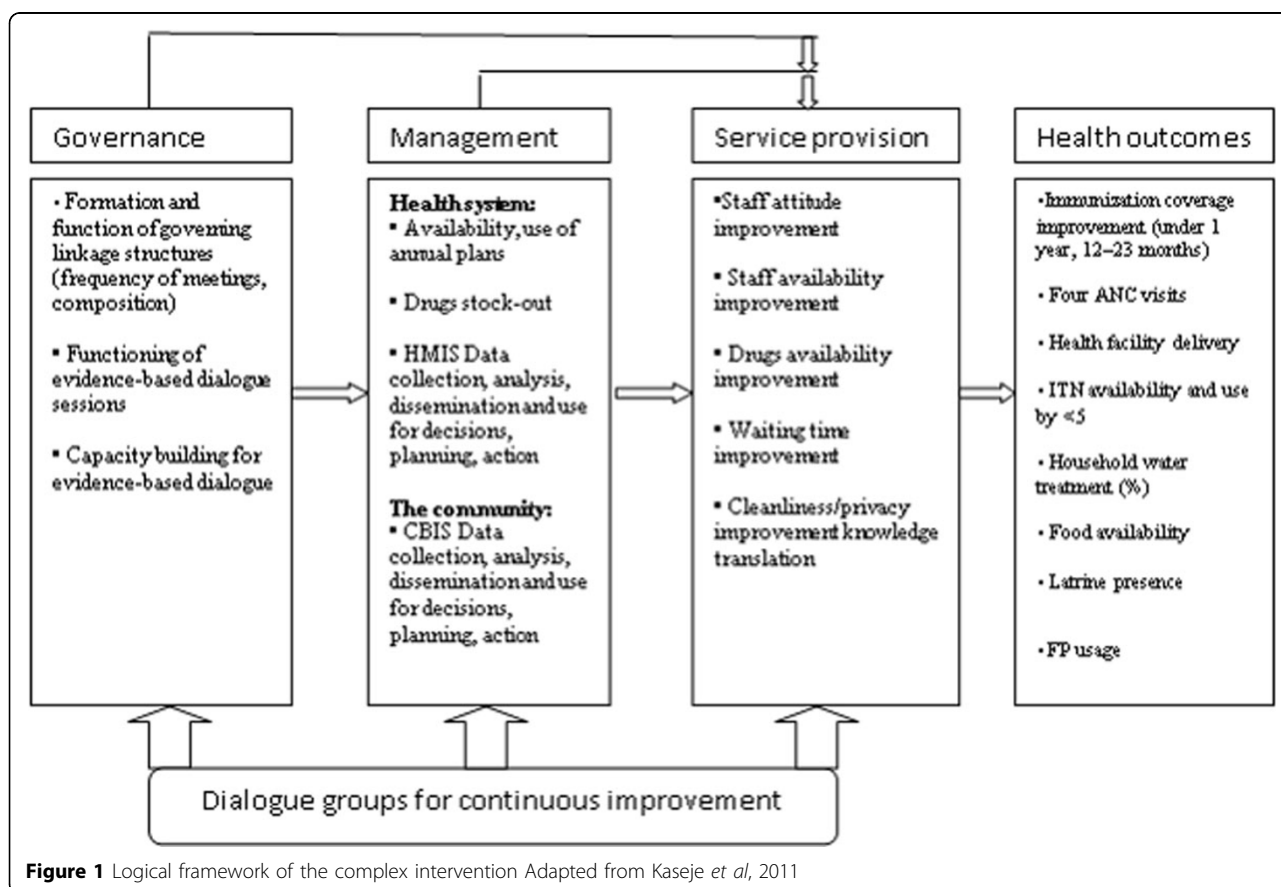 Governance
Management
Service provision
Health outcomes
• Formation and
function of governing
linkage structures
(frequency of meetings,
composition)
▪ Functioning of
evidence-based dialogue
sessions
▪ Capacity building for
evidence-based dialogue
Health system:
▪ Availability, use of
annual plans
▪ Drugs stock-out
▪ HMIS Data
collection, analysis,
dissemination and use
for decisions,
planning, action
The community:
▪ CBIS Data
collection, analysis,
dissemination and use
for decisions,
planning, action
▪Staff attitude
improvement
▪ Staff availability
improvement
▪ Drugs availability
improvement
▪ Waiting time
improvement
▪ Cleanliness/privacy
improvement knowledge
translation
•Immunization coverage
improvement (under 1
year, 12–23 months)
• Four ANC visits
• Health facility delivery
• ITN availability and use
by <5
• Household water
treatment (%)
• Food availability
• Latrine presence
• FP usage
Dialogue groups for continuous improvement
Figure 1 Logical framework of the complex intervention Adapted from Kaseje et al, 2011